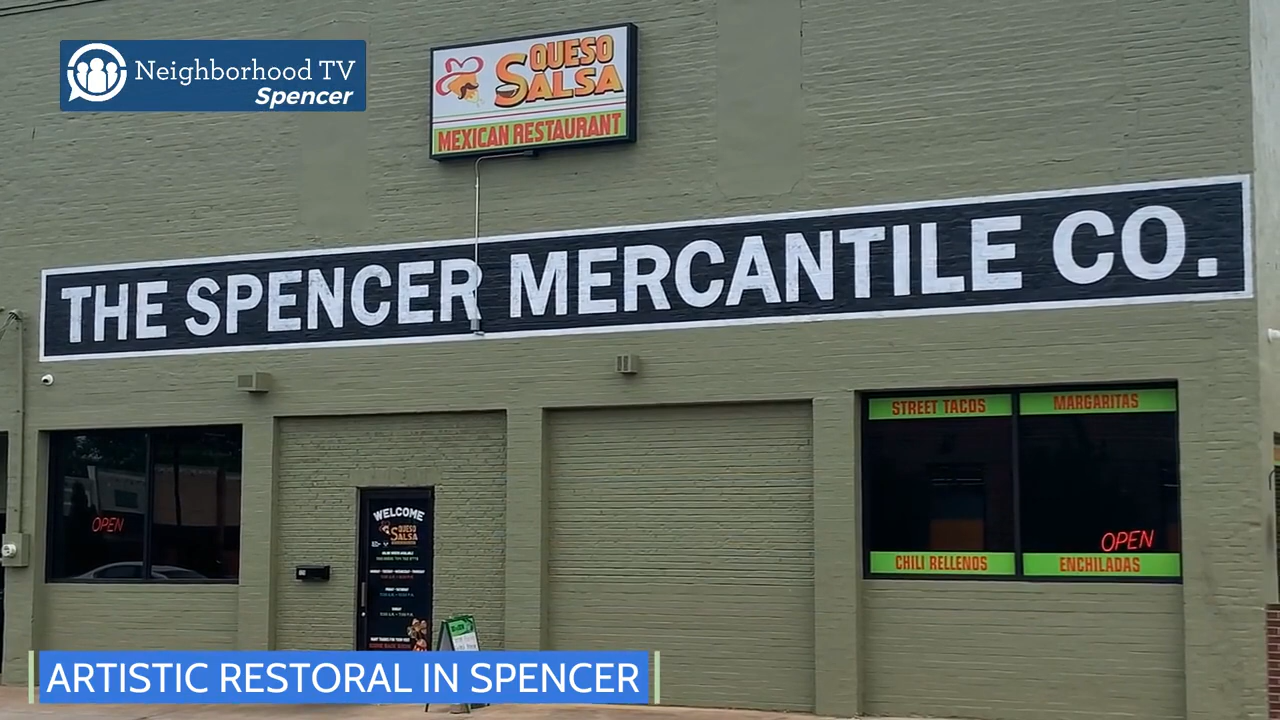 Neighborhood TV
Spencer
QUESO
SALSA
MEXICAN RESTAURANT
THE SPENCER MERCANTILE CO.
STREET TACOS
MARGARITAS
OPEN
WELCOME
QUESO
SALSA
OPEN
CHILI RELLENOS
ENCHILADAS
ARTISTIC RESTORAL IN SPENCER